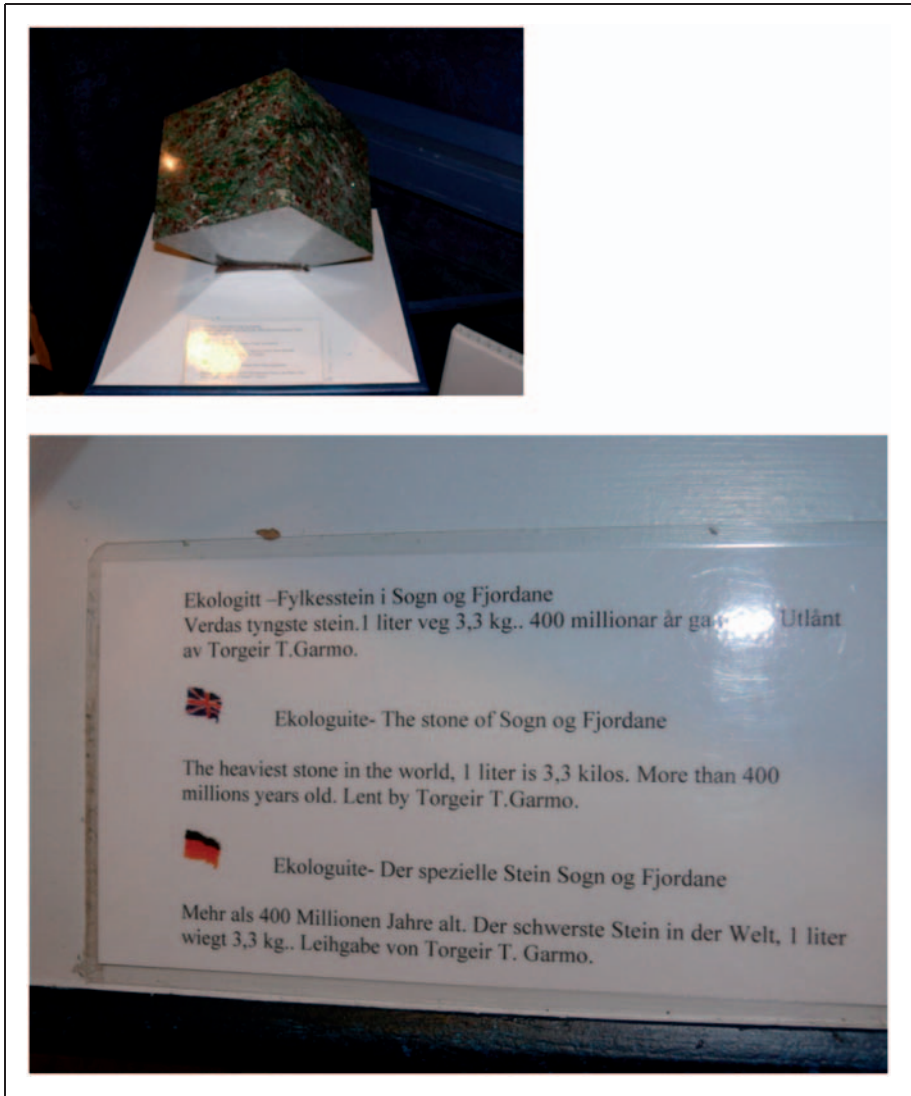 Ekologitt –Fylkesstein i Sogn og Fjordane
Verdas tyngste stein.1 liter veg 3,3 kg.. 400 millionar år Utlånt
av Torgeir T.Garmo.
Ekologuite- The stone of Sogn og Fjordane
The heaviest stone in the world, 1 liter is 3,3 kilos. More than 400
millions years old. Lent by Torgeir T.Garmo.
Ekologuite- Der spezielle Stein Sogn og Fjordane
Mehr als 400 Millionen Jahre alt. Der schwerste Stein in der Welt, 1 liter
wiegt 3,3 kg.. Leihgabe von Torgeir T. Garmo.